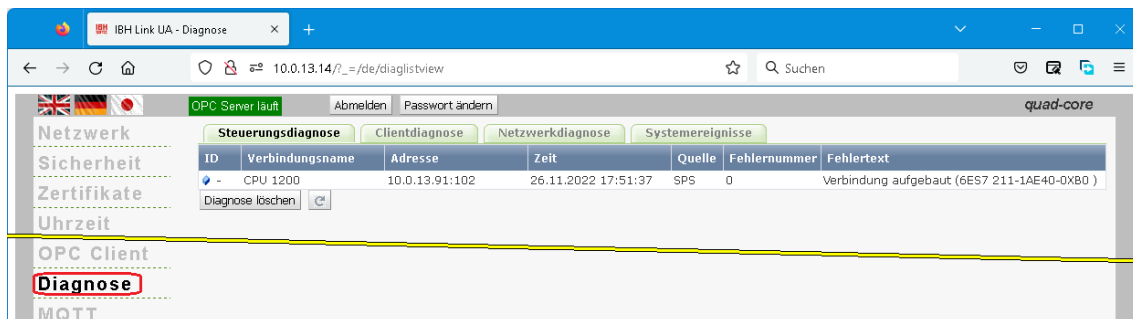 IBH Link UA - Diagnose
10.0.13.14/?_=/de/diaglistview
Suchen
OPC Server läuft
Abmelden
Passwort ändern
quad-core
Netzwerk
Sicherheit
Zertifikate
Uhrzeit
OPC Client
Diagnose
MQTT
Steuerungsdiagnose
Clientdiagnose
Netzwerkdiagnose
Systemereignisse
ID Verbindungsname Adresse Zeit Quelle Fehlernummer Fehlertext
- CPU 1200 10.0.13.91:102 26.11.2022 17:51:37 SPS 0 Verbindung aufgebaut (6ES7 211-1AE40-0XB0 )
Diagnose löschen